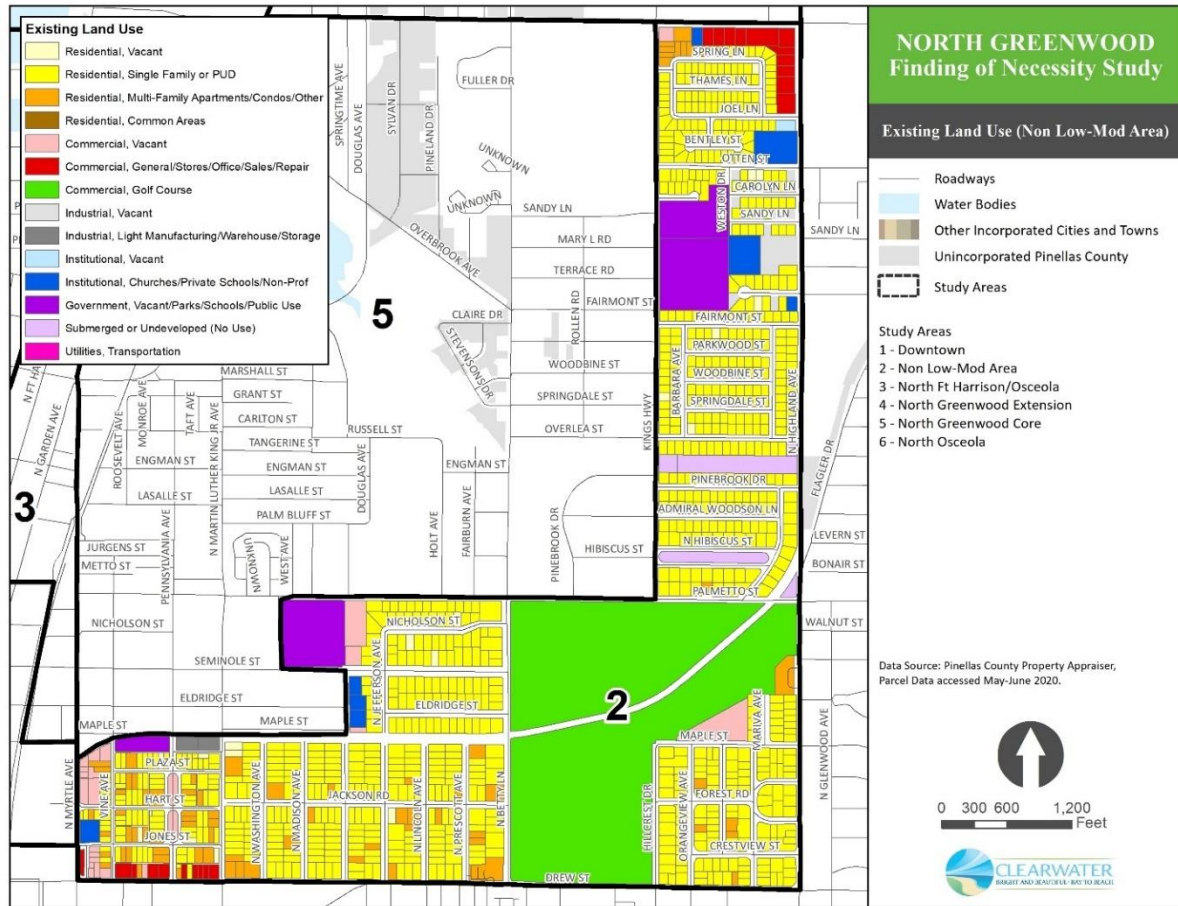 Existing Land Use
Residential, Vacant
Residential, Single Family or PUD
Residential, Multi-Family Apartments/Condos/Other
Residential, Common Areas
Commercial, Vacant
Commercial, General/Stores/Office/Sales/Repair
Commercial, Golf Course
Industrial, Vacant
Industrial, Light Manufacturing/Warehouse/Storage
Institutional, Vacant
Institutional, Churches/Private Schools/Non-Prof
Government, Vacant/Parks/Schools/Public Use
Submerged or Undeveloped (No Use)
Utilities, Transportation
SPRINGTIME AVE
DOUGLAS AVE
SYLVAN DR
PINELAND DR
FULLER DR
UNKNOWN
UNKNOWN
OVERBROOK AVE
SANDY LN
MARY L RD
TERRACE RD
ROLLEN RD
FAIRMONT ST
CLAIRE DR
STEVENSONS DR
WOODBINE ST
SPRINGDALE ST
OVERLEA ST
KINGS HWY
5
SPRING LN
THAMES LN
JOEL LN
BENTLEY ST
OTTEN ST
WESTON DR
CAROLYN LN
SANDY LN
SANDY LN
FAIRMONT ST
PARKWOOD ST
BARBARA AVE
WOODBINE ST
SPRINGDALE ST
N HIGHLAND AVE
PINEBROOK DR
ADMIRAL WOODSON LN
N HIBISCUS ST
PALMETTO ST
FLAGLER DR
LEVERN ST
BONAIR ST
WALNUT ST
N GLENWOOD AVE
N FT HA
N GARDEN AVE
3
MARSHALL ST
GRANT ST
CARLTON ST
TANGERINE ST
RUSSELL ST
ROOSEVELT AVE
MONROE AVE
TAFT AVE
N MARTIN LUTHER KING JR AVE
ENGMAN ST
ENGMAN ST
ENGMAN ST
LASALLE ST
LASALLE ST
DOUGLAS AVE
PALM BLUFF ST
HOLT AVE
FAIRBURN AVE
PINEBROOK DR
HIBISCUS ST
JURGENS ST
METTO ST
PENNSYLVANIA AVE
UNKNOWN
WEST AVE
NICHOLSON ST
SEMINOLE ST
ELDRIDGE ST
MAPLE ST
MAPLE ST
NICHOLSON ST
N JEFFERSON AVE
ELDRIDGE ST
2
MAPLE ST
MARIVA AVE
N MYRTLE AVE
VINE AVE
PLAZA ST
HART ST
JONES ST
N WASHINGTON AVE
N MADISON AVE
JACKSON RD
N LINCOLN AVE
N PRESCOTT AVE
N BETTY LN
HILLCREST DR
ORANGEVIEW AVE
FOREST RD
CRESTVIEW ST
DREW ST
NORTH GREENWOOD
Finding of Necessity Study
Existing Land Use (Non Low-Mod Area)
Roadways
Water Bodies
Other Incorporated Cities and Towns
Unincorporated Pinellas County
Study Areas
Study Areas
1 - Downtown
2 - Non Low-Mod Area
3 - North Ft Harrison/Osceola
4 - North Greenwood Extension
5 - North Greenwood Core
6 - North Osceola
Data Source: Pinellas County Property Appraiser,
Parcel Data accessed May-June 2020.
0 300 600 1,200
Feet
CLEARWATER
BRIGHT AND BEAUTIFUL · BAY TO BEACH